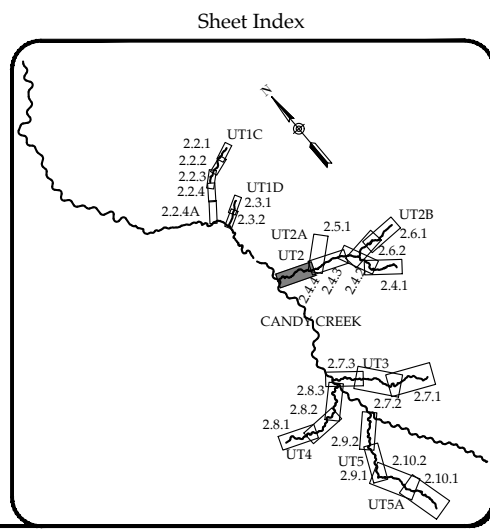 Sheet Index
N
2.2.1
UT1C
2.2.2
2.2.3
2.2.4
2.2.4A
UT1D
2.3.1
2.3.2
UT2A
2.5.1
UT2B
2.6.1
2.6.2
UT2
2.4.4
2.4.3
2.4.2
2.4.1
CANDY CREEK
2.7.3
UT3
2.7.2
2.7.1
2.8.3
2.8.2
2.8.1
UT4
2.9.2
UT5
2.9.1
2.10.2
2.10.1
UT5A